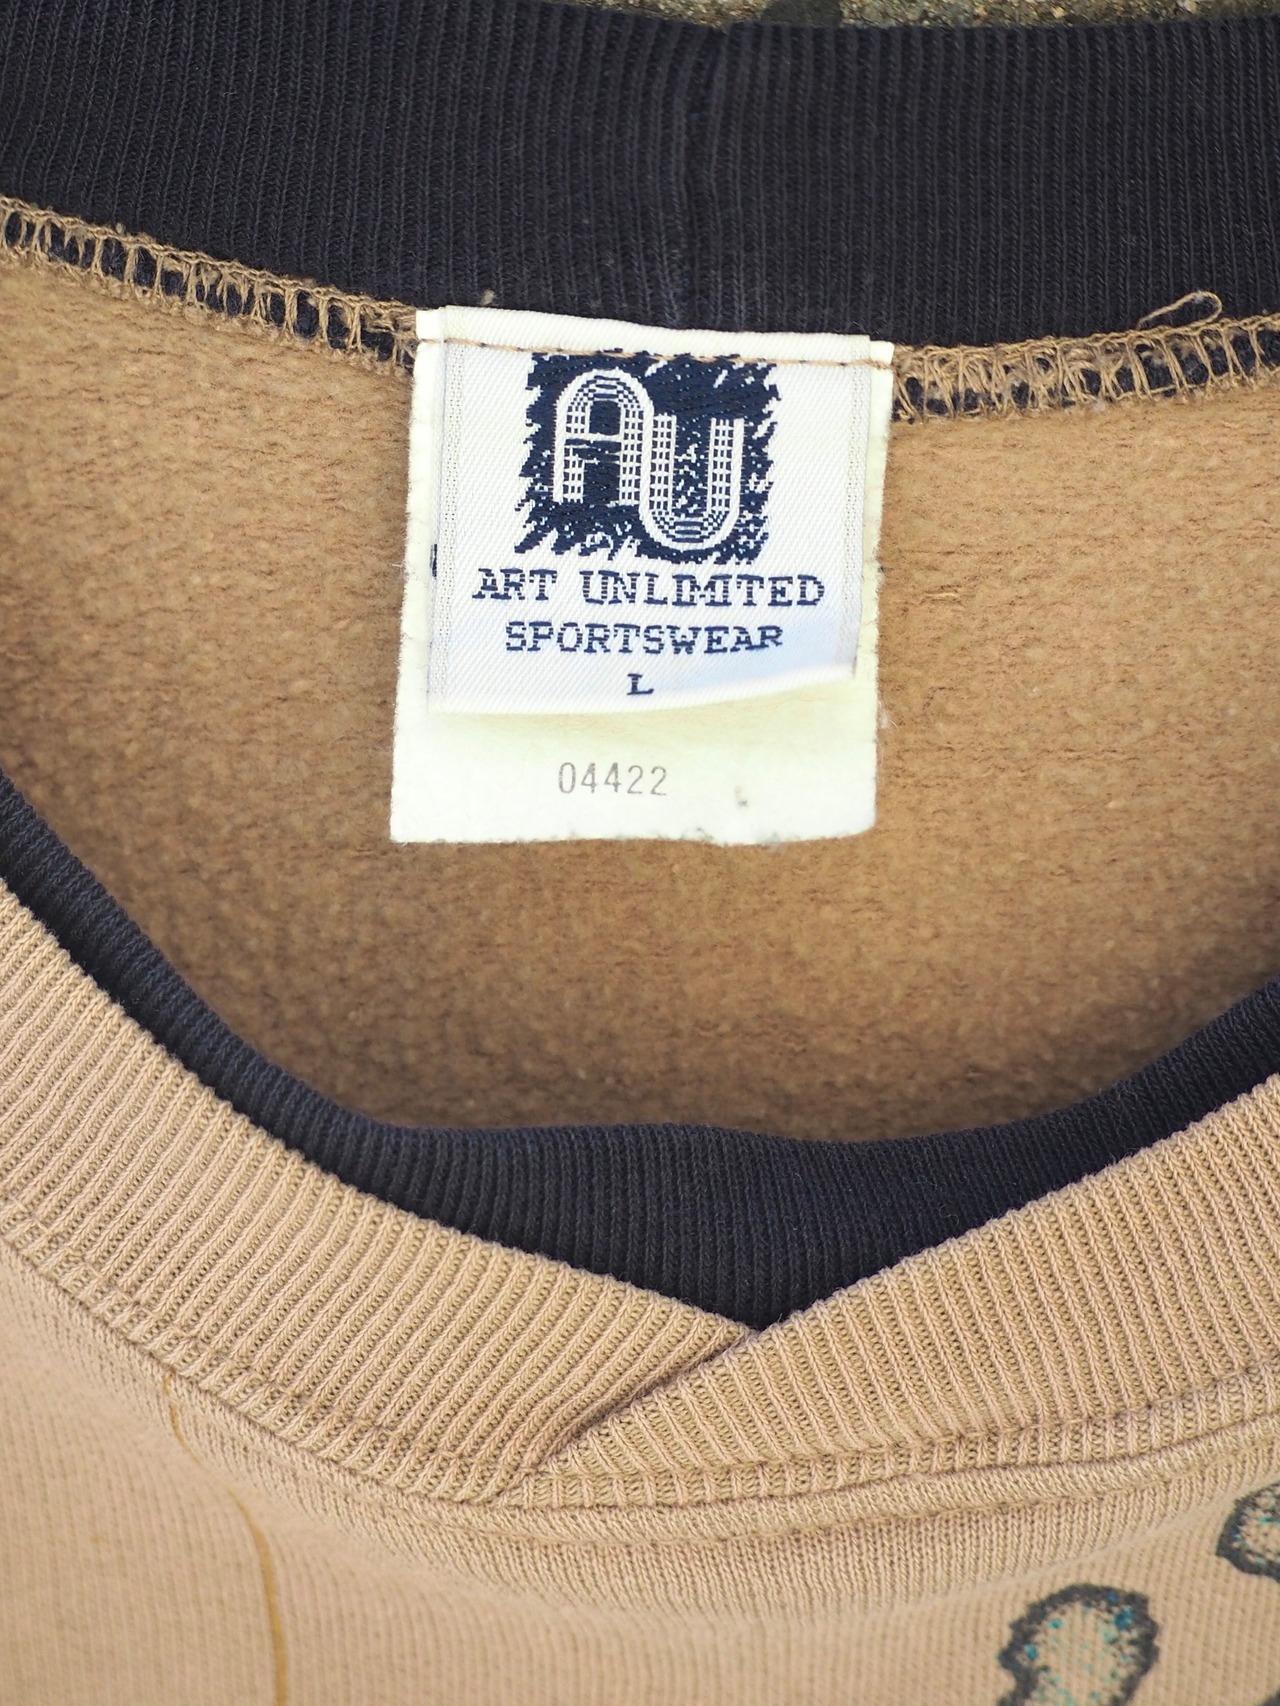 AU
ART UNLIMITED
SPORTSWEAR
L
04422